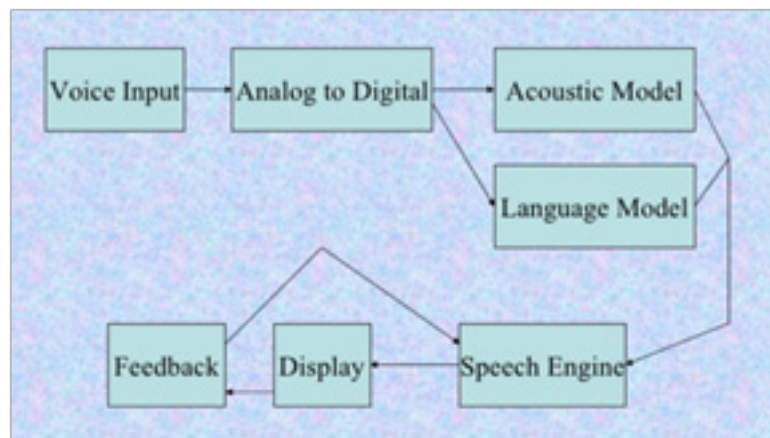 Voice Input
Analog to Digital
Acoustic Model
Language Model
Feedback
Display
Speech Engine